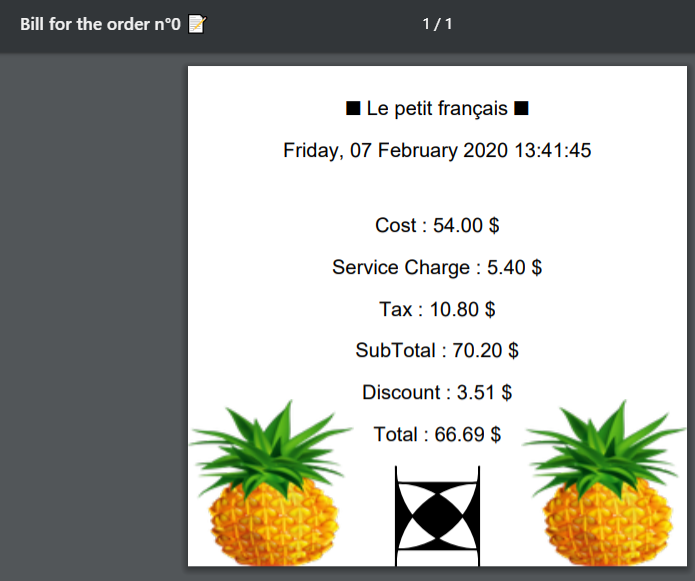 Bill for the order n°0 📝
1 / 1
■ Le petit français ■
Friday, 07 February 2020 13:41:45
Cost : 54.00 $
Service Charge : 5.40 $
Tax : 10.80 $
SubTotal : 70.20 $
Discount : 3.51 $
Total : 66.69 $